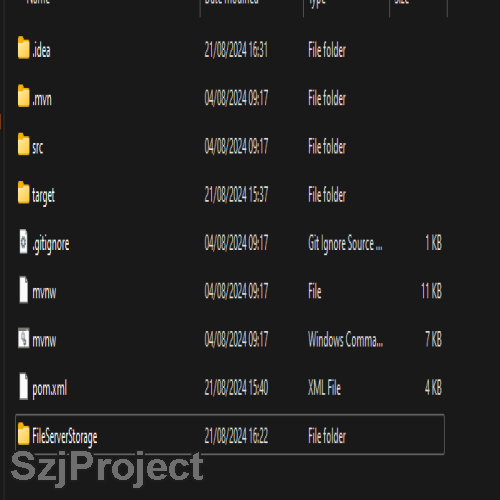 Name Date modified Type Size
.idea 21/08/2024 16:31 File folder
.mvn 04/08/2024 09:17 File folder
src 04/08/2024 09:17 File folder
target 21/08/2024 15:37 File folder
.gitignore 04/08/2024 09:17 Git Ignore Source ... 1 KB
mvnw 04/08/2024 09:17 File 11 KB
mvnw 04/08/2024 09:17 Windows Comma... 7 KB
pom.xml 21/08/2024 15:40 XML File 4 KB
FileServerStorage 21/08/2024 16:22 File folder
SzjProject